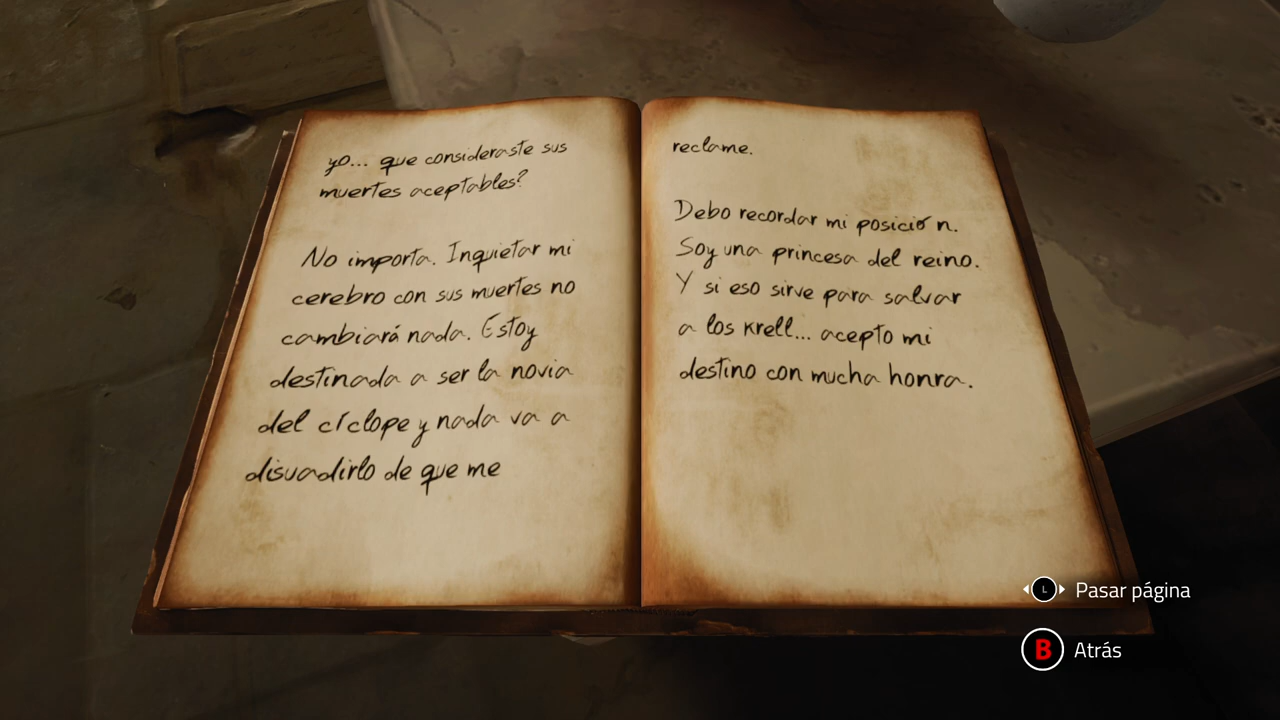 yo... que consideraste sus
muertes aceptables?
No importa. Inquietar mi
cerebro con sus muertes no
cambiará nada. Estoy
destinada a ser la novia
del cíclope y nada va a
disuadirlo de que me
reclame.
Debo recordar mi posición.
Soy una princesa del reino.
Y si eso sirve para salvar
a los Krell... acepto mi
destino con mucha honra.
L
Pasar página
B
Atrás